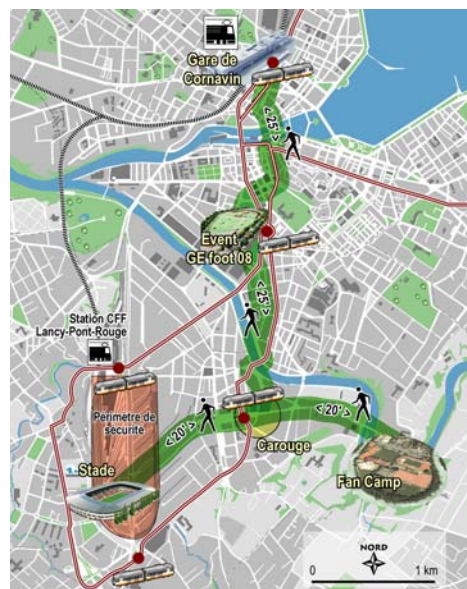 Gare de
Cornavin
< 25' >
Event
GE foot 08
< 25' >
Station CFF
Lancy-Pont-Rouge
Périmètre de
sécurité
< 20' >
< 20' >
Carouge
Stade
Fan Camp
NORD
0 1 km